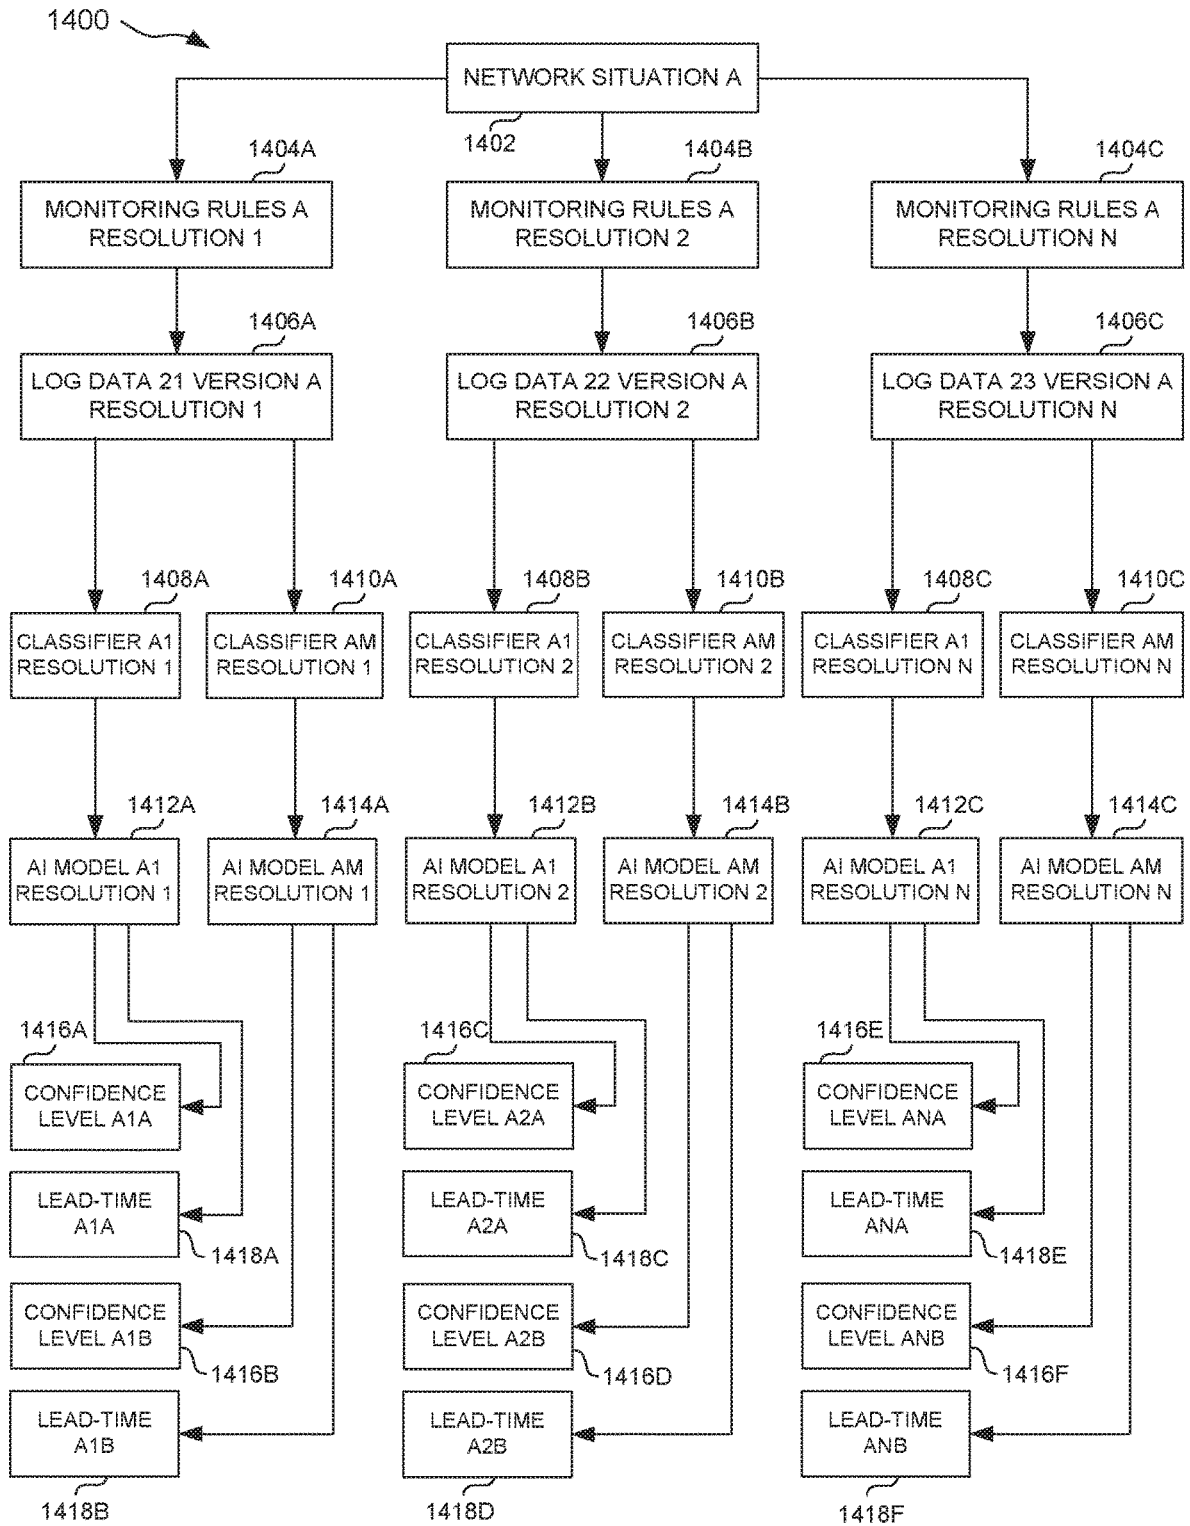 1400
NETWORK SITUATION A
1402
1404A
1404B
1404C
MONITORING RULES A
RESOLUTION 1
MONITORING RULES A
RESOLUTION 2
MONITORING RULES A
RESOLUTION N
1406A
1406B
1406C
LOG DATA 21 VERSION A
RESOLUTION 1
LOG DATA 22 VERSION A
RESOLUTION 2
LOG DATA 23 VERSION A
RESOLUTION N
1408A
1410A
1408B
1410B
1408C
1410C
CLASSIFIER A1
RESOLUTION 1
CLASSIFIER AM
RESOLUTION 1
CLASSIFIER A1
RESOLUTION 2
CLASSIFIER AM
RESOLUTION 2
CLASSIFIER A1
RESOLUTION N
CLASSIFIER AM
RESOLUTION N
1412A
1414A
1412B
1414B
1412C
1414C
AI MODEL A1
RESOLUTION 1
AI MODEL AM
RESOLUTION 1
AI MODEL A1
RESOLUTION 2
AI MODEL AM
RESOLUTION 2
AI MODEL A1
RESOLUTION N
AI MODEL AM
RESOLUTION N
1416A
1416C
1416E
CONFIDENCE
LEVEL A1A
CONFIDENCE
LEVEL A2A
CONFIDENCE
LEVEL ANA
LEAD-TIME
A1A
LEAD-TIME
A2A
LEAD-TIME
ANA
1418A
1418C
1418E
CONFIDENCE
LEVEL A1B
CONFIDENCE
LEVEL A2B
CONFIDENCE
LEVEL ANB
1416B
1416D
1416F
LEAD-TIME
A1B
LEAD-TIME
A2B
LEAD-TIME
ANB
1418B
1418D
1418F